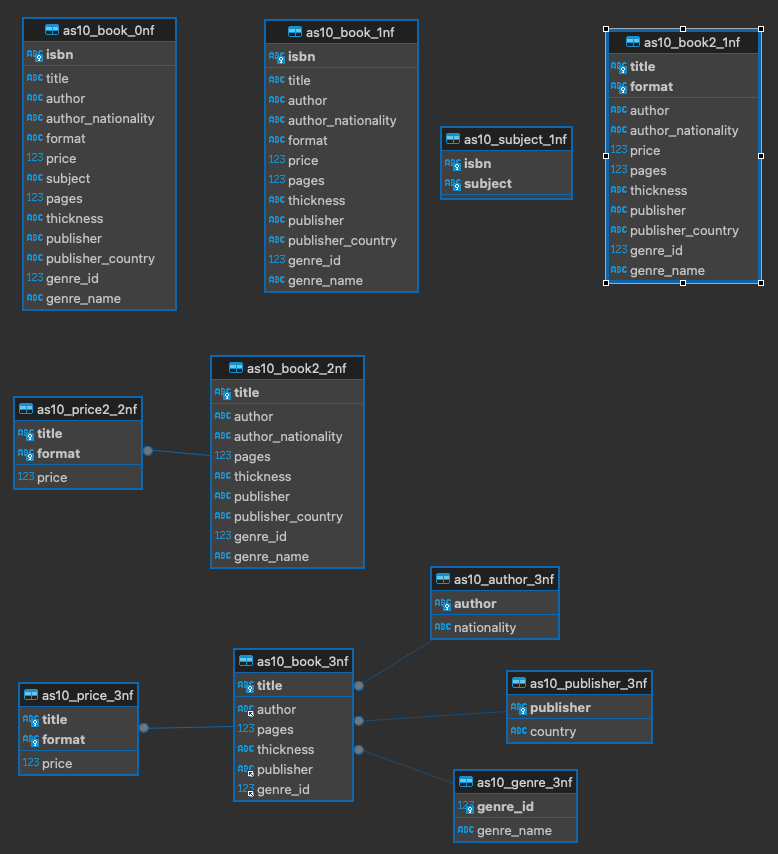 as10_book_0nf
ABC isbn
ABC title
ABC author
ABC author_nationality
ABC format
123 price
ABC subject
123 pages
ABC thickness
ABC publisher
ABC publisher_country
123 genre_id
ABC genre_name
as10_book_1nf
ABC isbn
ABC title
ABC author
ABC author_nationality
ABC format
123 price
123 pages
ABC thickness
ABC publisher
ABC publisher_country
123 genre_id
ABC genre_name
as10_subject_1nf
ABC isbn
ABC subject
as10_book2_1nf
ABC title
ABC format
ABC author
ABC author_nationality
123 price
123 pages
ABC thickness
ABC publisher
ABC publisher_country
123 genre_id
ABC genre_name
as10_price2_2nf
ABC title
ABC format
123 price
as10_book2_2nf
ABC title
ABC author
ABC author_nationality
123 pages
ABC thickness
ABC publisher
ABC publisher_country
123 genre_id
ABC genre_name
as10_price_3nf
ABC title
ABC format
123 price
as10_book_3nf
ABC title
ABC author
123 pages
ABC thickness
ABC publisher
123 genre_id
as10_author_3nf
ABC author
ABC nationality
as10_publisher_3nf
ABC publisher
ABC country
as10_genre_3nf
123 genre_id
ABC genre_name